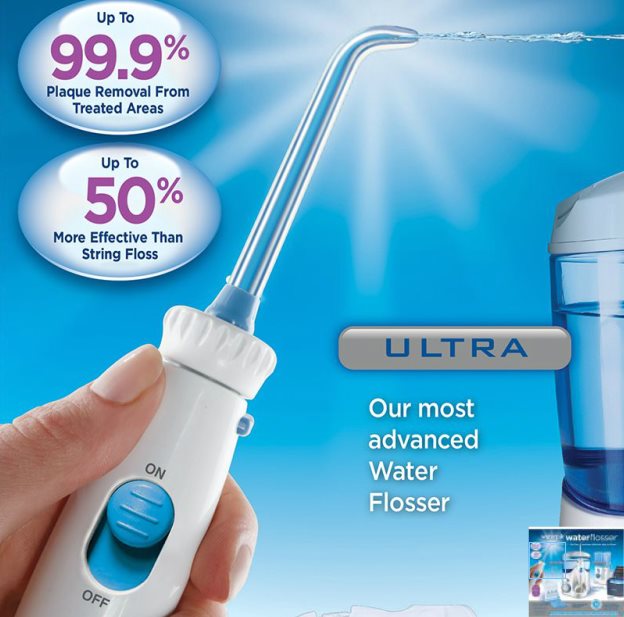 Up To
99.9%
Plaque Removal From
Treated Areas
Up To
50%
More Effective Than
String Floss
ULTRA
Our most
advanced
Water
Flosser
ON
OFF
waterflosser